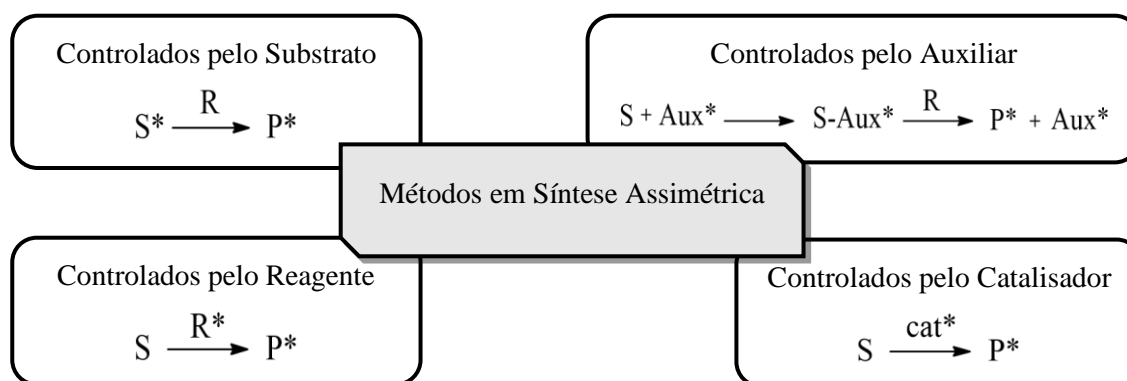 Controlados pelo Substrato
S* R P*
Controlados pelo Auxiliar
S + Aux* S-Aux* R P* + Aux*
Métodos em Síntese Assimétrica
Controlados pelo Reagente
S R* P*
Controlados pelo Catalisador
S cat* P*